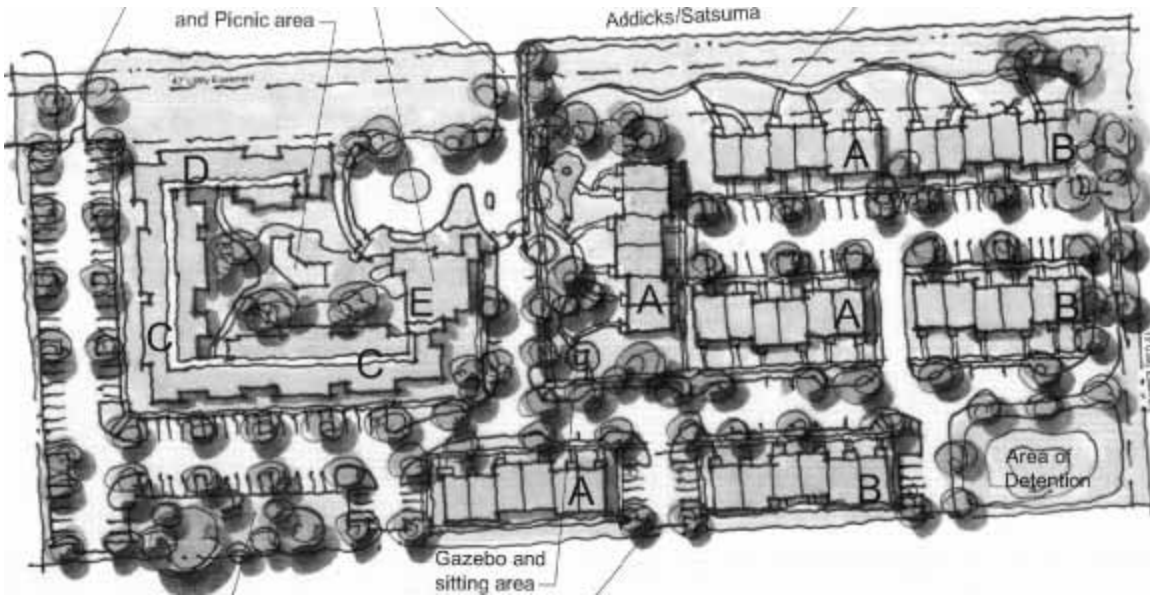 and Picnic area
Addicks/Satsuma
D
A
B
E
A
A
B
C
C
A
B
Area of
Detention
Gazebo and
sitting area